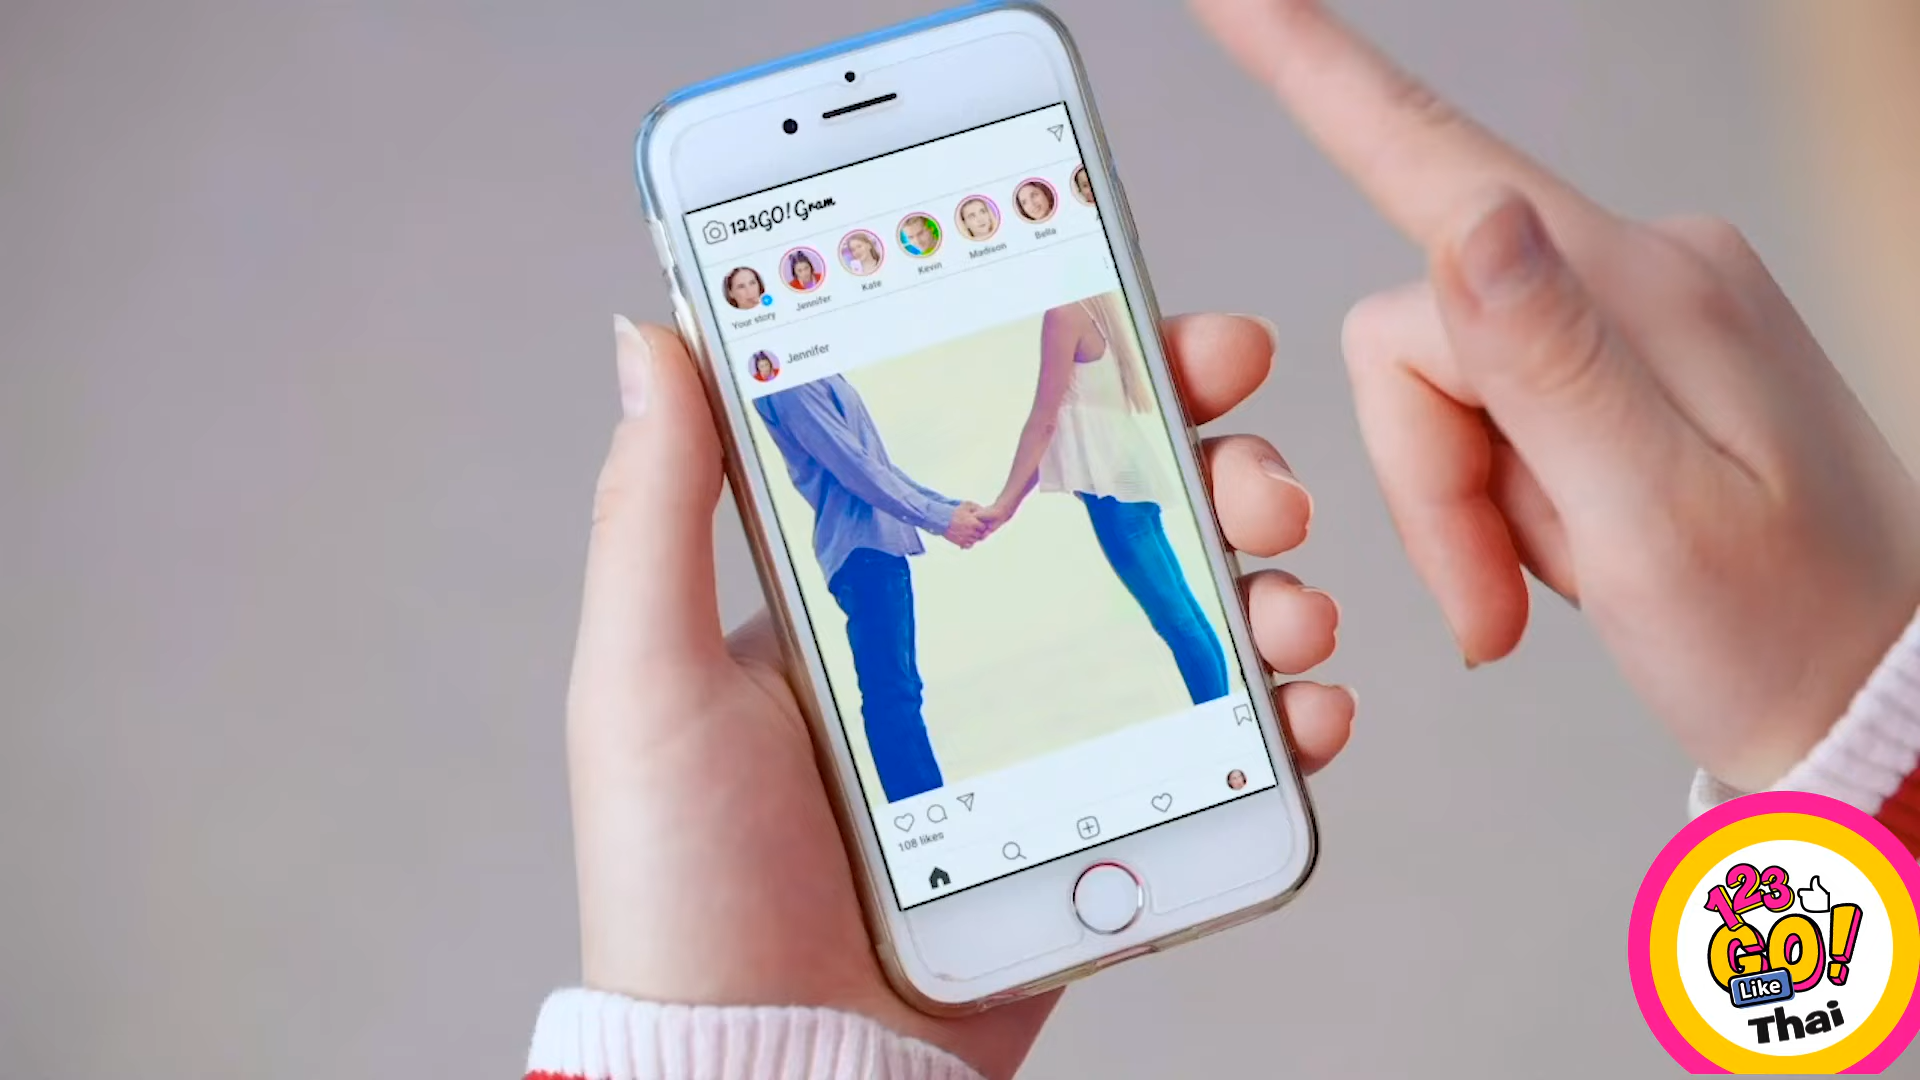 123GO! Gram
Your story
Jennifer
Kate
Kevin
Madison
Bella
Jennifer
108 likes
123
GO!
Like
Thai